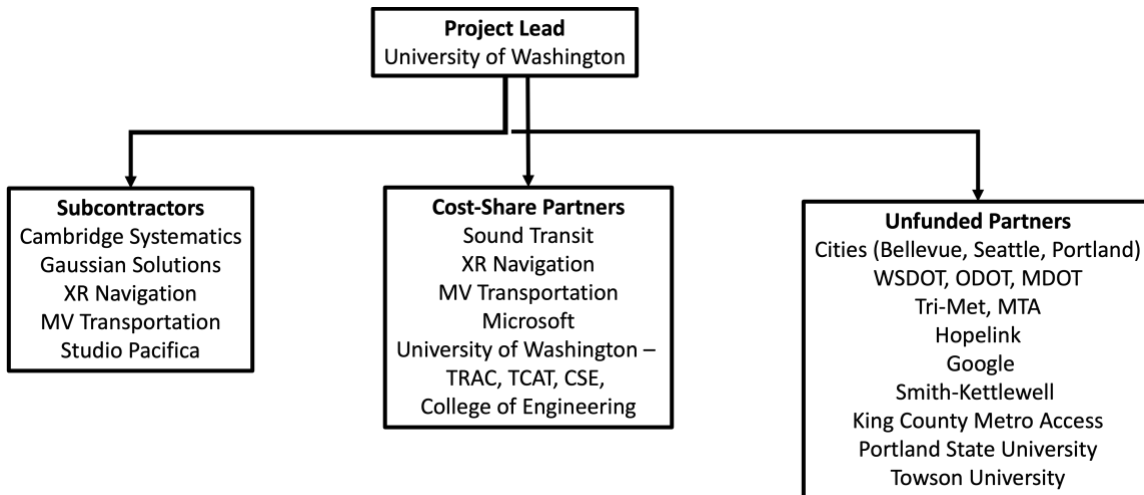 Project Lead
University of Washington
Subcontractors
Cambridge Systematics
Gaussian Solutions
XR Navigation
MV Transportation
Studio Pacifica
Cost-Share Partners
Sound Transit
XR Navigation
MV Transportation
Microsoft
University of Washington –
TRAC, TCAT, CSE,
College of Engineering
Unfunded Partners
Cities (Bellevue, Seattle, Portland)
WSDOT, ODOT, MDOT
Tri-Met, MTA
Hopelink
Google
Smith-Kettlewell
King County Metro Access
Portland State University
Towson University